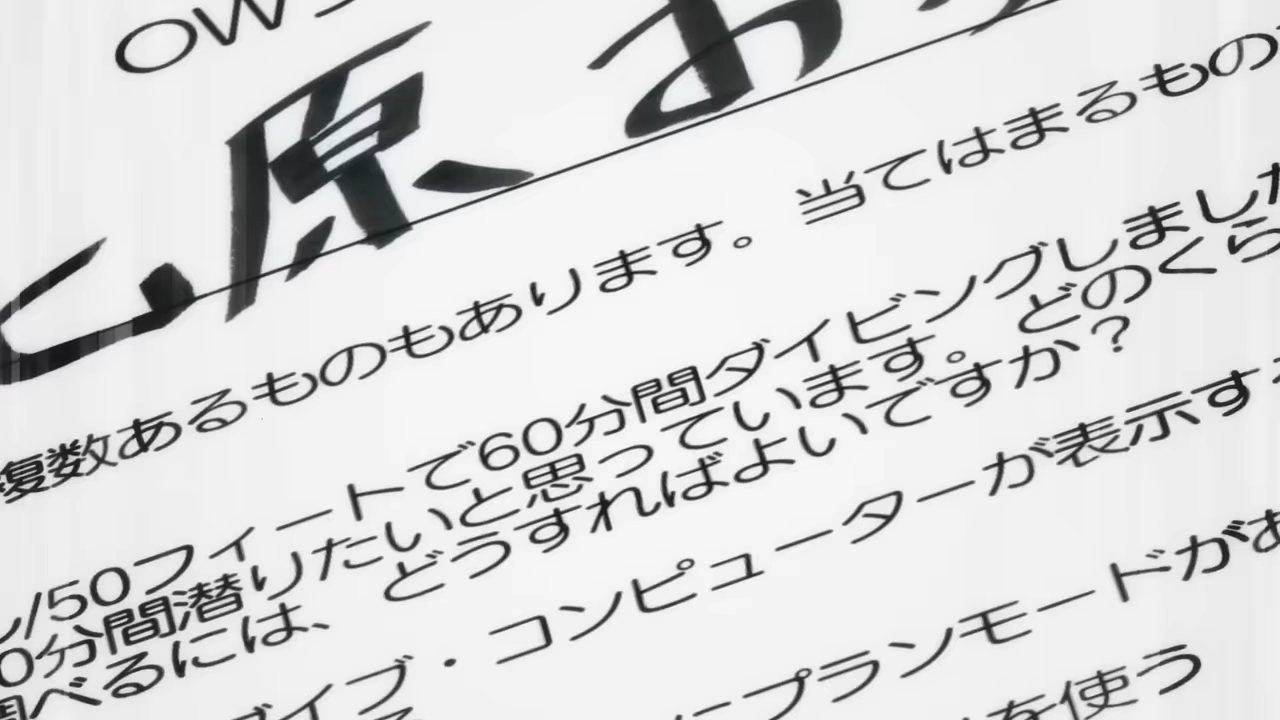 OW
心原 あ
複数あるものもあります。 当てはまるもの
/50フィートで60分間ダイビングしました
0分間潜りたいと思っています。 どのくら
調べるには、 どうすればよいですか？
ダイブ・コンピューターが表示する
にプランモードがあ
を使う